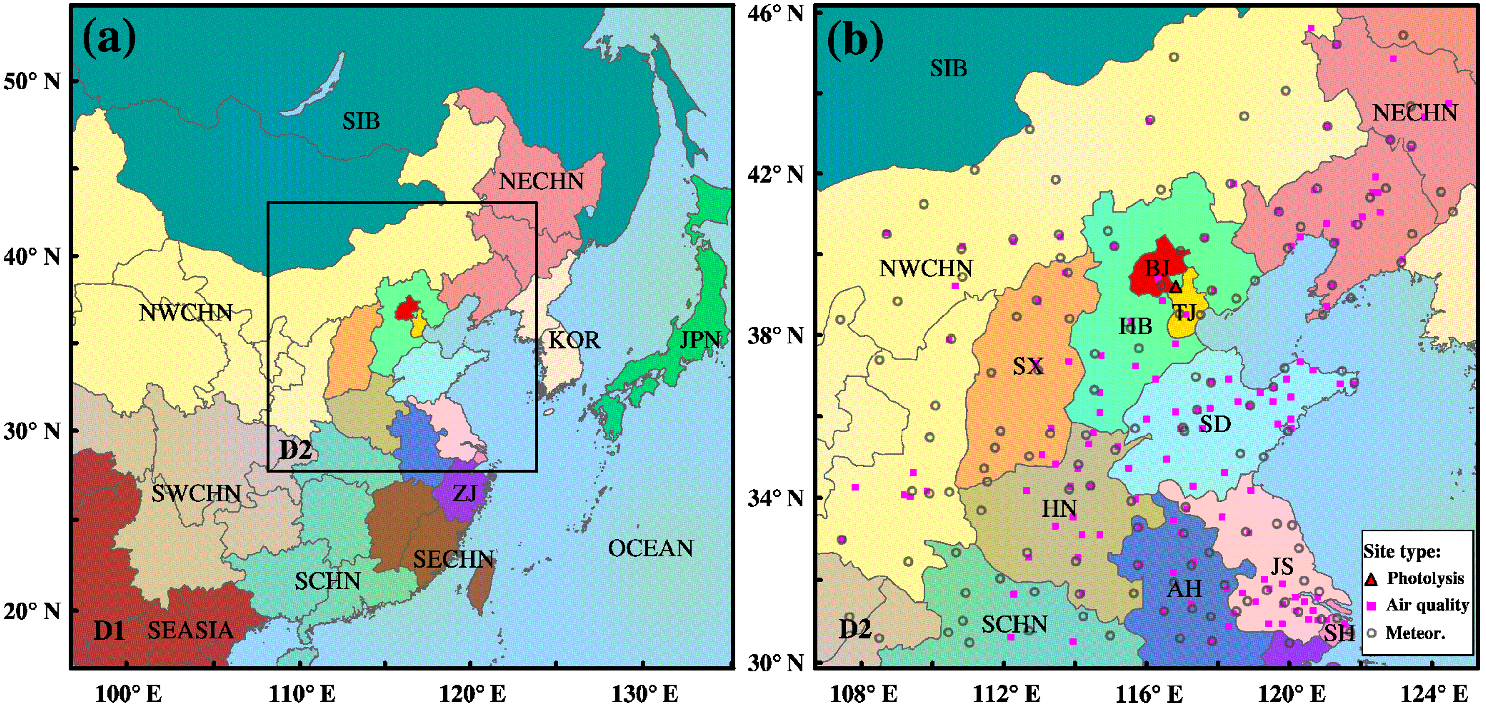 (a)
50° N
40° N
30° N
20° N
100° E
110° E
120° E
130° E
SIB
NECHN
NWCHN
KOR
JPN
D2
SWCHN
ZJ
OCEAN
SECHN
SCHN
D1
SEASIA
(b)
46° N
42° N
38° N
34° N
30° N
108° E
112° E
116° E
120° E
124° E
SIB
NECHN
NWCHN
BJ
TJ
HB
SX
SD
HN
JS
AH
SCHN
D2
SH
Site type:
Photolysis
Air quality
Meteor.